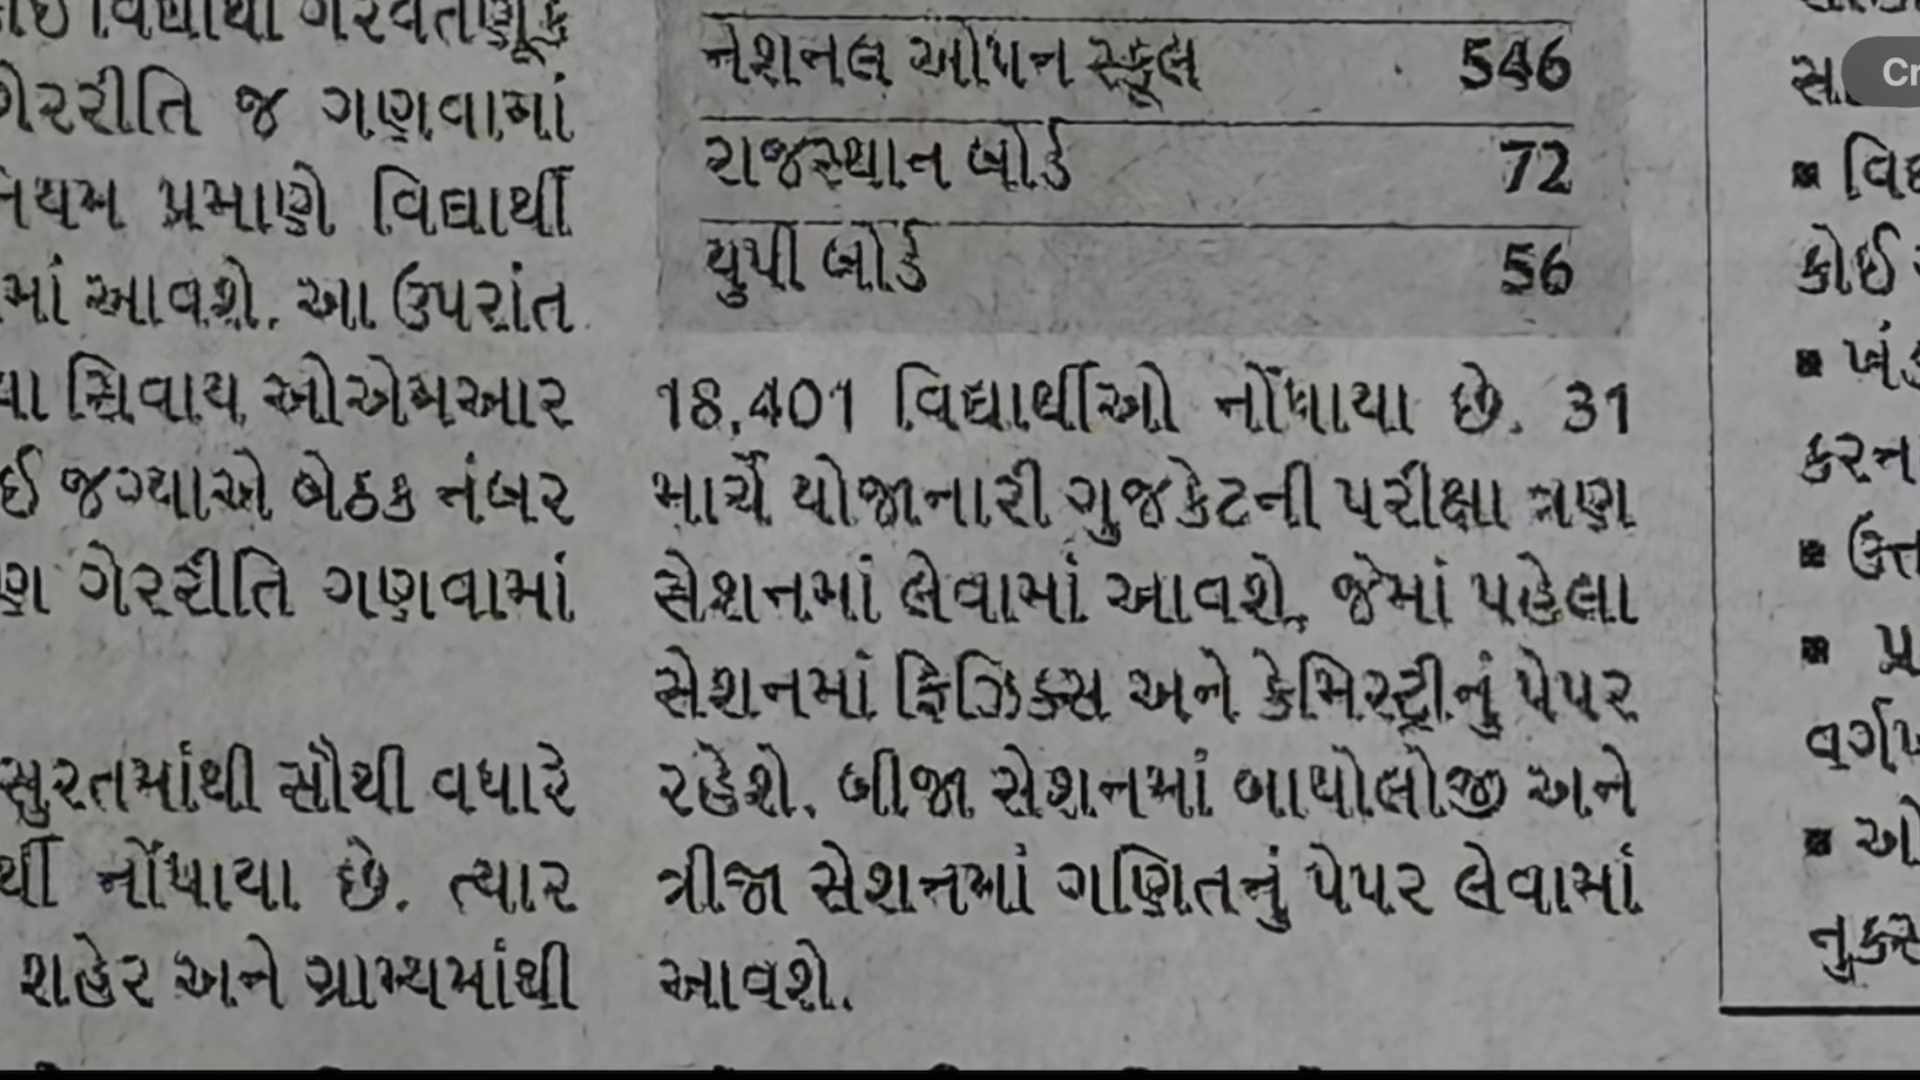 ગેરરીતિ જ ગણવામાં
પ્રમાણે વિદ્યાર્થી
આવશે. આ ઉપરાંત
સિવાય ઓએમઆર
જગ્યાએ બેઠક નંબર
ગેરરીતિ ગણવામાં
સુરતમાંથી સૌથી વધારે
નોંધાયા છે. ત્યાર
શહેર અને ગ્રામ્યમાંથી
નેશનલ ઓપન સ્કૂલ 546
રાજસ્થાન બોર્ડ 72
યુપી બોર્ડ 56
18,401 વિદ્યાર્થીઓ નોંધાયા છે. 31
માર્ચે યોજાનારી ગુજકેટની પરીક્ષા ત્રણ
સેશનમાં લેવામાં આવશે. જેમાં પહેલા
સેશનમાં ફિઝિક્સ અને કેમિસ્ટ્રીનું પેપર
રહેશે. બીજા સેશનમાં બાયોલોજી અને
ત્રીજા સેશનમાં ગણિતનું પેપર લેવામાં
આવશે.
કોઈ